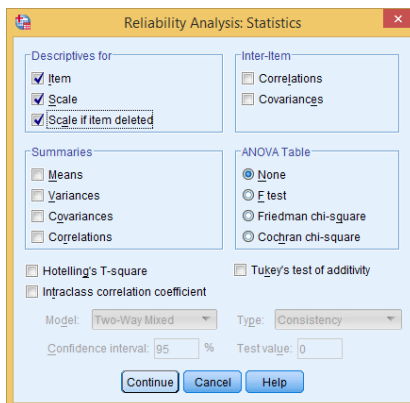 Reliability Analysis: Statistics
Descriptives for
Item
Scale
Scale if item deleted
Inter-Item
Correlations
Covariances
Summaries
Means
Variances
Covariances
Correlations
ANOVA Table
None
F test
Friedman chi-square
Cochran chi-square
Hotelling's T-square
Tukey's test of additivity
Intraclass correlation coefficient
Model: Two-Way Mixed Type: Consistency
Confidence interval: 95 % Test value: 0
Continue Cancel Help